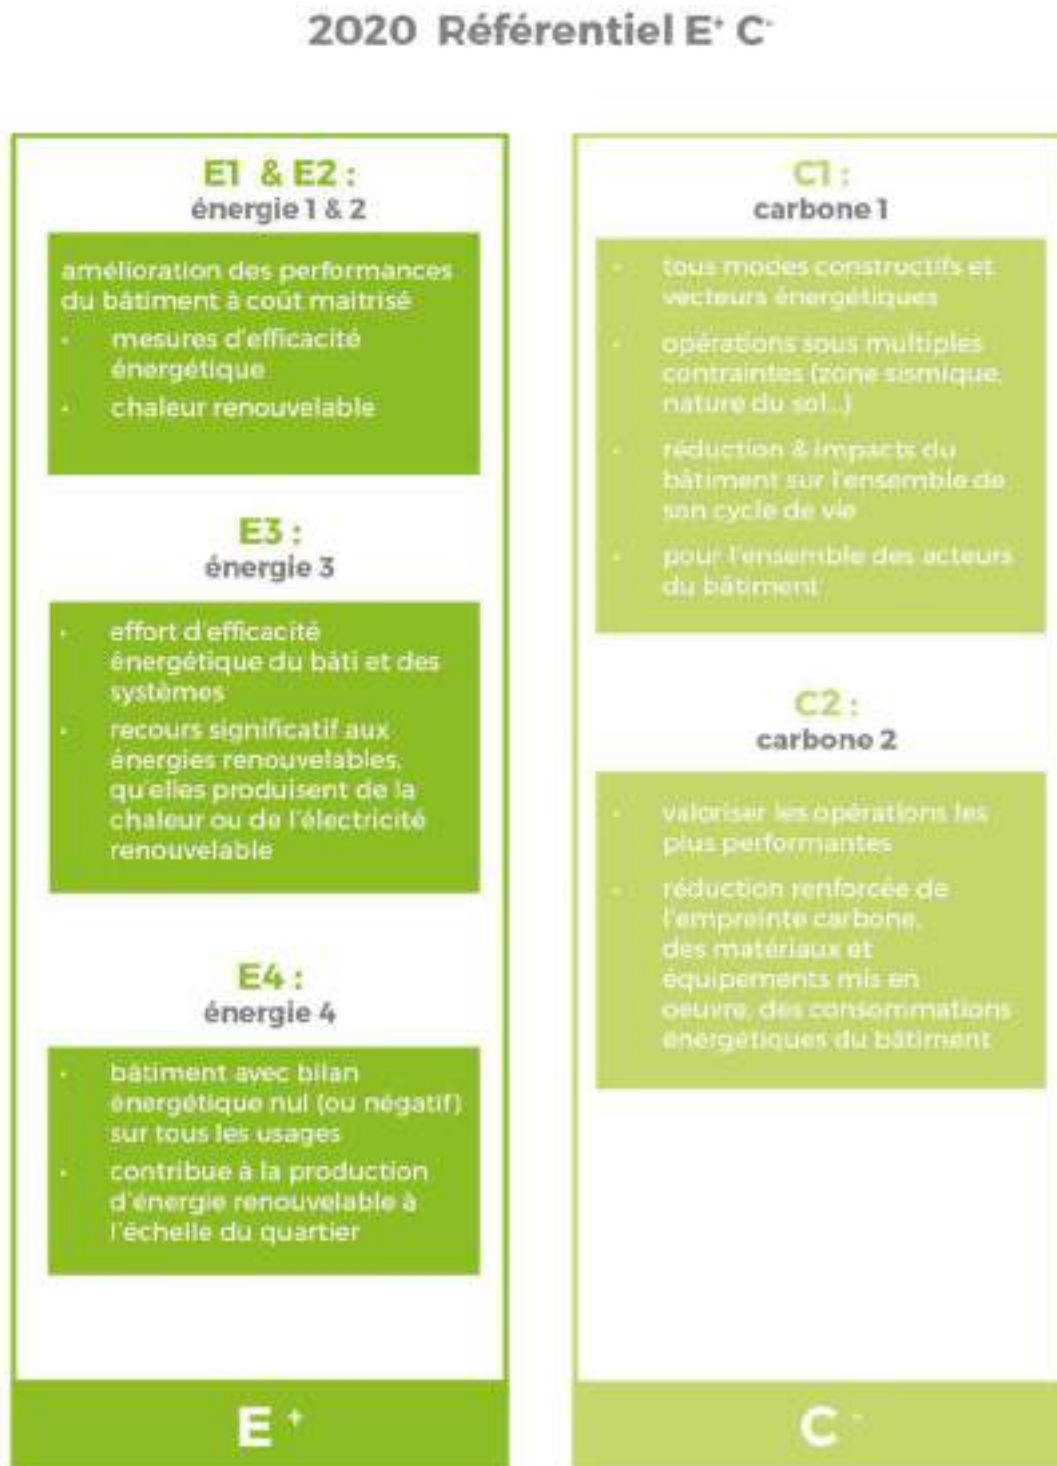 2020 Référentiel E+ C-
E1 & E2 :
énergie 1 & 2
amélioration des performances
du bâtiment à coût maitrisé
• mesures d'efficacité
énergétique
• chaleur renouvelable
E3 :
énergie 3
• effort d'efficacité
énergétique du bâti et des
systèmes
• recours significatif aux
énergies renouvelables,
qu'elles produisent de la
chaleur ou de l'électricité
renouvelable
E4 :
énergie 4
• bâtiment avec bilan
énergétique nul (ou négatif)
sur tous les usages
• contribue à la production
d'énergie renouvelable à
l'échelle du quartier
E +
C1 :
carbone 1
• tous modes constructifs et
vecteurs énergétiques
• opérations sous multiples
contraintes (zone sismique,
nature du sol...)
• réduction & impacts du
bâtiment sur l'ensemble de
son cycle de vie
• pour l'ensemble des acteurs
du bâtiment
C2 :
carbone 2
• valoriser les opérations les
plus performantes
• réduction renforcée de
l'empreinte carbone,
des matériaux et
équipements mis en
oeuvre, des consommations
énergétiques du bâtiment
C -